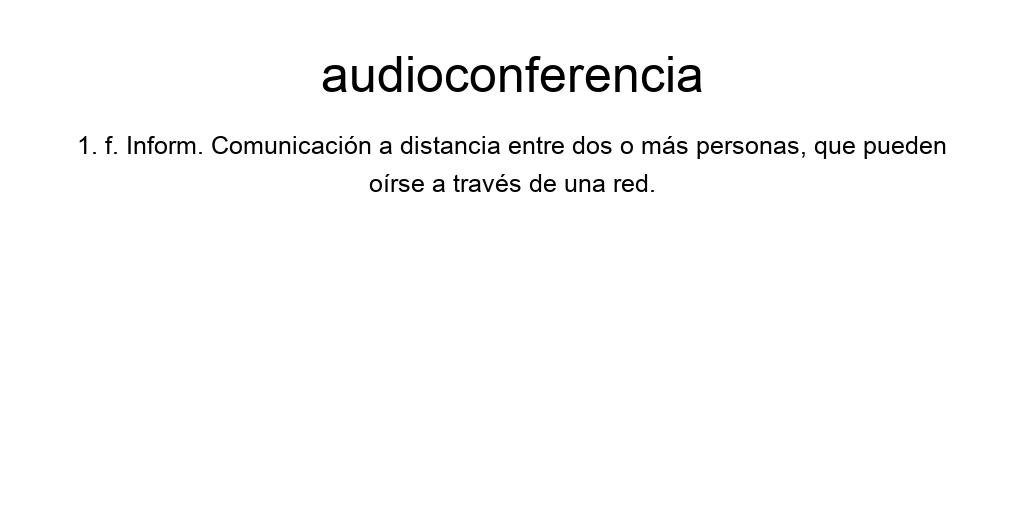 audioconferencia
1. f. Inform. Comunicación a distancia entre dos o más personas, que pueden
oírse a través de una red.